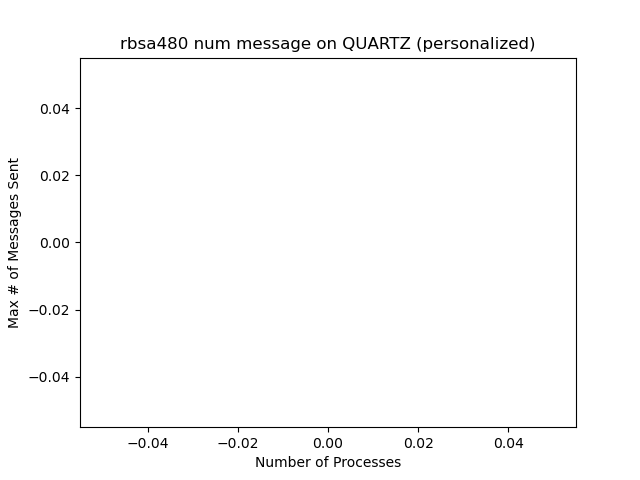 rbsa480 num message on QUARTZ (personalized)
Max # of Messages Sent
0.04
0.02
0.00
−0.02
−0.04
−0.04 −0.02 0.00 0.02 0.04
Number of Processes